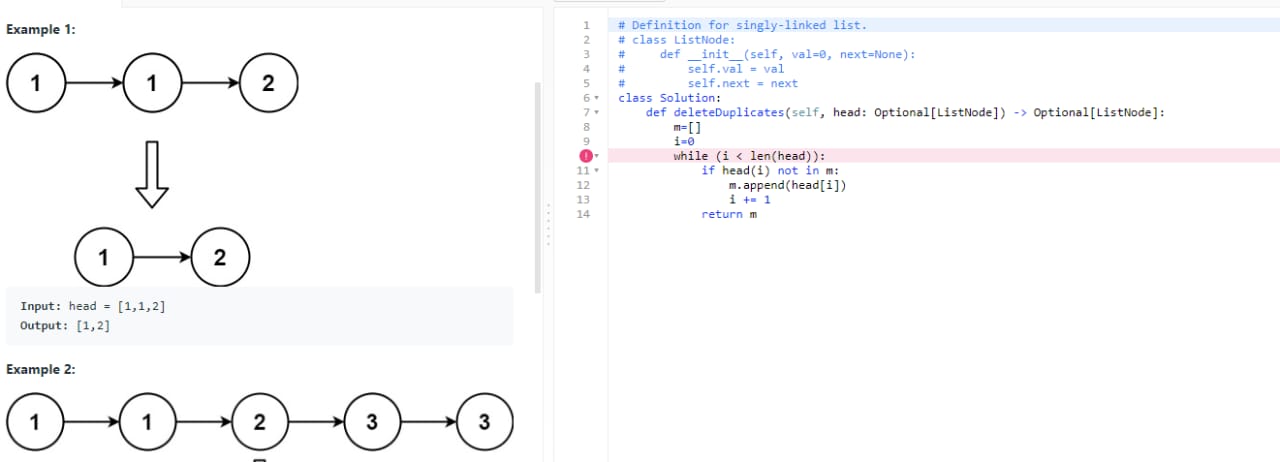 Example 1:
1 1 2
1 2
Input: head = [1,1,2]
Output: [1,2]
Example 2:
1 1 2 3 3
1 # Definition for singly-linked list.
2 # class ListNode:
3 #     def __init__(self, val=0, next=None):
4 #         self.val = val
5 #         self.next = next
6 class Solution:
7     def deleteDuplicates(self, head: Optional[ListNode]) -> Optional[ListNode]:
8         m=[]
9         i=0
!         while (i < len(head)):
11             if head(i) not in m:
12                 m.append(head[i])
13                 i += 1
14             return m